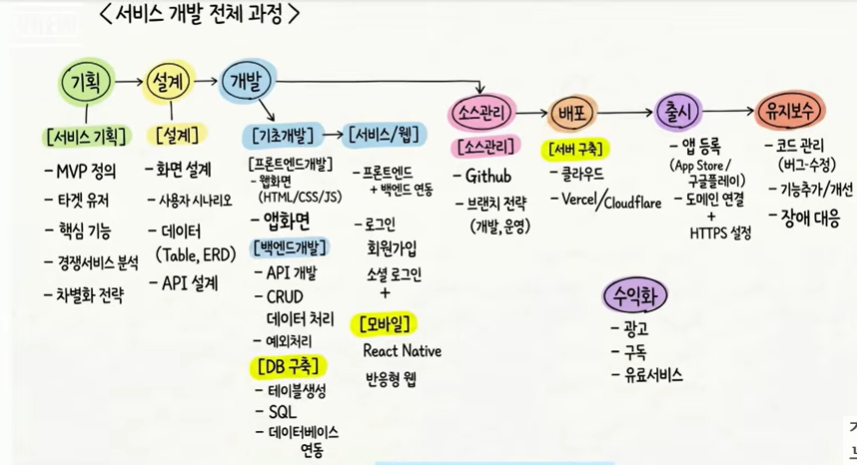 <서비스 개발 전체 과정>
기획
설계
개발
소스관리
배포
출시
유지보수
[서비스 기획]
- MVP 정의
- 타겟 유저
- 핵심 기능
- 경쟁서비스 분석
- 차별화 전략
[설계]
- 화면 설계
- 사용자 시나리오
- 데이터
(Table, ERD)
- API 설계
[기초개발]
[프론트엔드개발]
- 웹화면
(HTML/CSS/JS)
- 앱화면
[백엔드개발]
- API 개발
- CRUD
데이터 처리
- 예외처리
[DB 구축]
- 테이블생성
- SQL
- 데이터베이스
연동
[서비스/웹]
- 프론트엔드
+ 백엔드 연동
- 로그인
회원가입
소셜 로그인
+
[모바일]
React Native
반응형 웹
[소스관리]
- Github
- 브랜치 전략
(개발, 운영)
[서버 구축]
- 클라우드
- Vercel/Cloudflare
- 앱 등록
(App Store/
구글플레이)
- 도메인 연결
+
HTTPS 설정
- 코드 관리
(버그-수정)
- 기능추가/개선
- 장애 대응
수익화
- 광고
- 구독
- 유료서비스